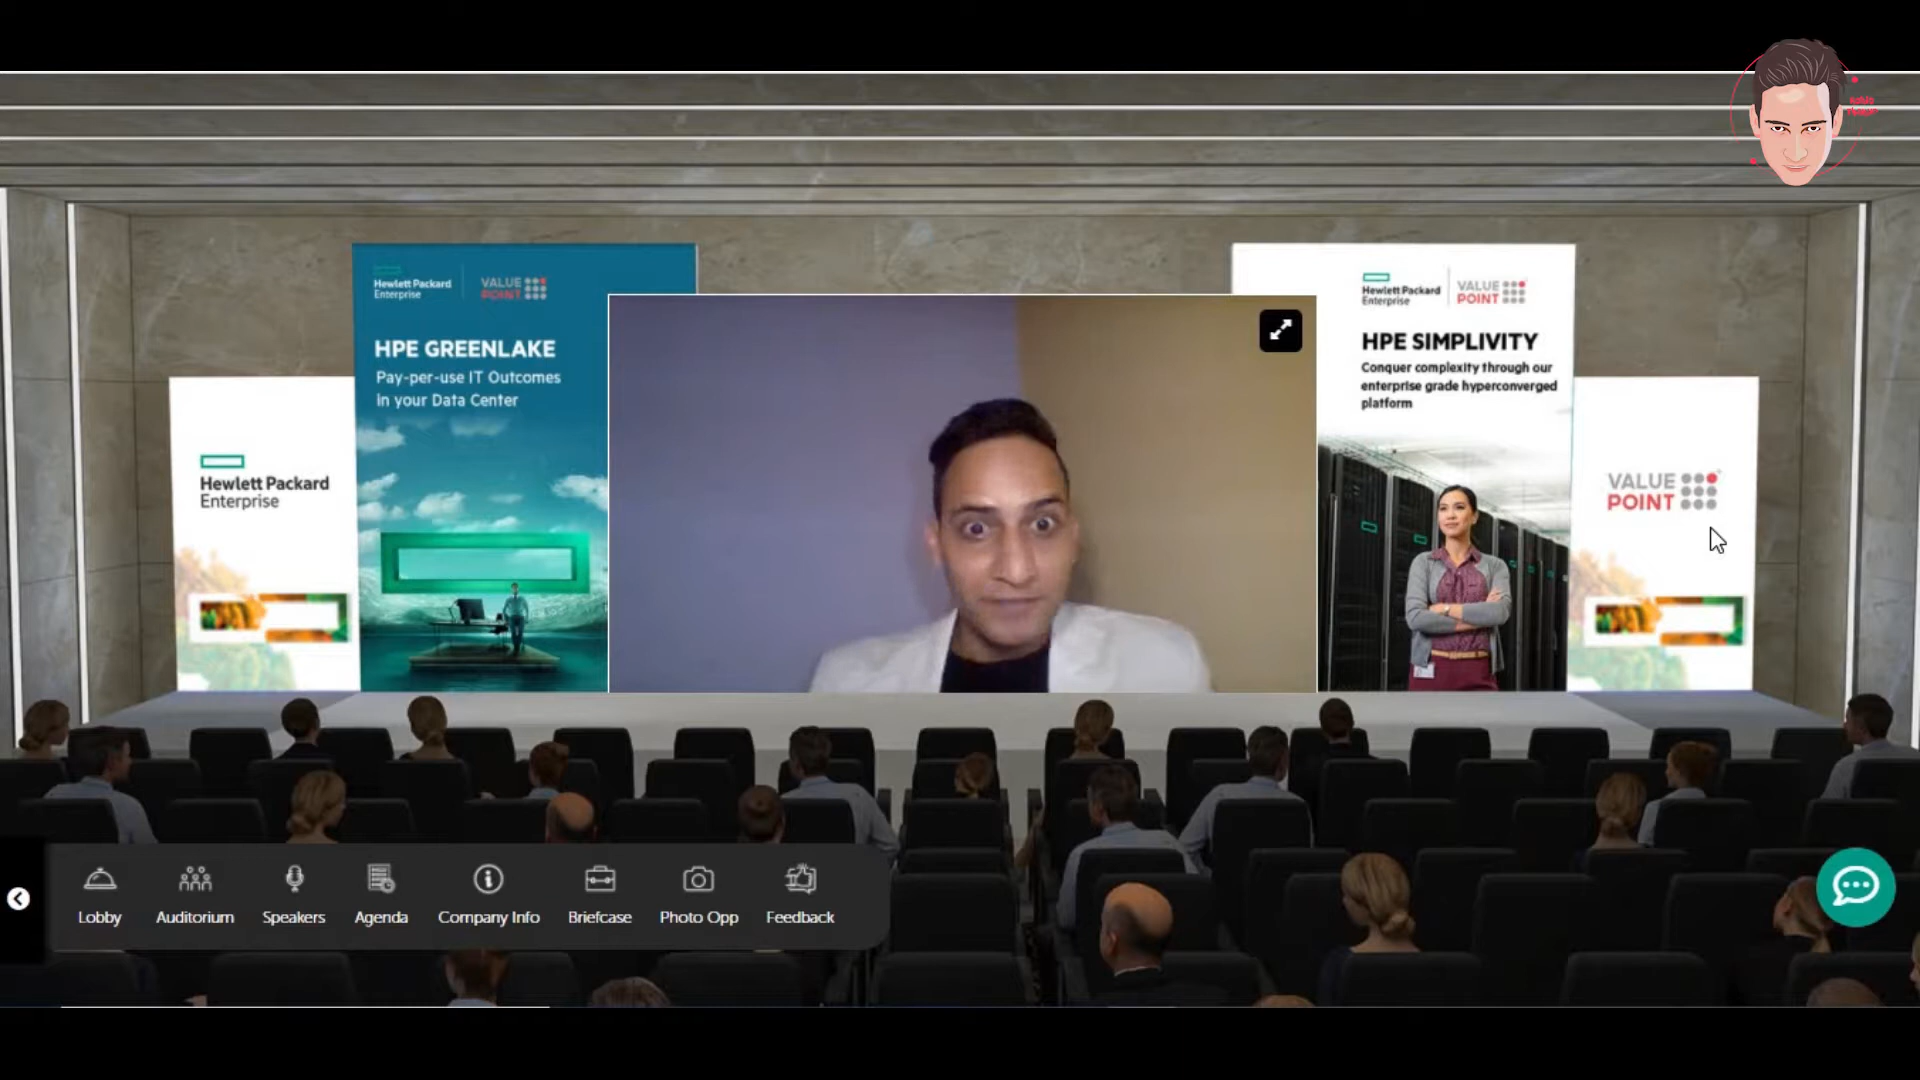 Hewlett Packard
Enterprise
VALUE
POINT
HPE GREENLAKE
Pay-per-use IT Outcomes
in your Data Center
Hewlett Packard
Enterprise
Hewlett Packard
Enterprise
VALUE
POINT
HPE SIMPLIVITY
Conquer complexity through our
enterprise grade hyperconverged
platform
VALUE
POINT
Lobby
Auditorium
Speakers
Agenda
Company Info
Briefcase
Photo Opp
Feedback